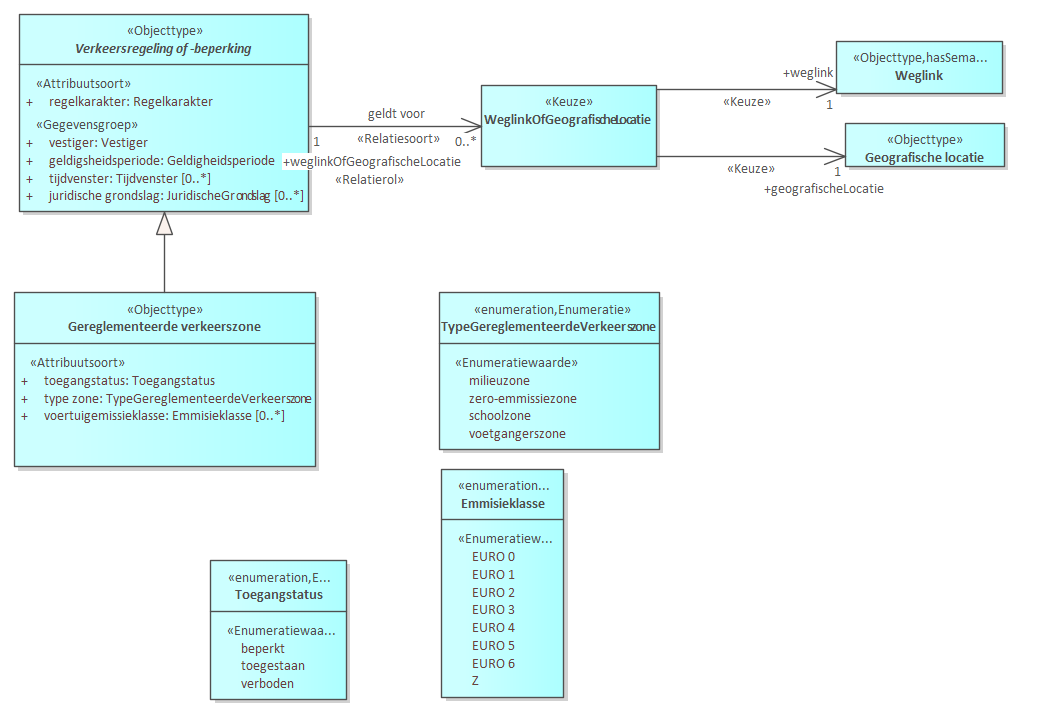 «Objecttype»
Verkeersregeling of -beperking
«Attribuutsoort»
+ regelkarakter: Regelkarakter
«Gegevensgroep»
+ vestiger: Vestiger
+ geldigsheidsperiode: Geldigheidsperiode
+ tijdvenster: Tijdvenster [0..*]
+ juridische grondslag: JuridischeGrondslag [0..*]
geldt voor
1 «Relatiesoort» 0..*
+weglinkOfGeografischeLocatie
«Relatierol»
«Keuze»
WeglinkOfGeografischeLocatie
+weglink
«Keuze» 1
«Objecttype,hasSema...
Weglink
«Keuze» 1
+geografischeLocatie
«Objecttype»
Geografische locatie
«Objecttype»
Gereglementeerde verkeerszone
«Attribuutsoort»
+ toegangstatus: Toegangstatus
+ type zone: TypeGereglementeerdeVerkeerszone
+ voertuigemissieklasse: Emmisieklasse [0..*]
«enumeration,Enumeratie»
TypeGereglementeerdeVerkeerszone
«Enumeratiewaarde»
milieuzone
zero-emmissiezone
schoolzone
voetgangerszone
«enumeration...
Emmisieklasse
«Enumeratiew...
EURO 0
EURO 1
EURO 2
EURO 3
EURO 4
EURO 5
EURO 6
Z
«enumeration,E...
Toegangstatus
«Enumeratiewaa...
beperkt
toegestaan
verboden